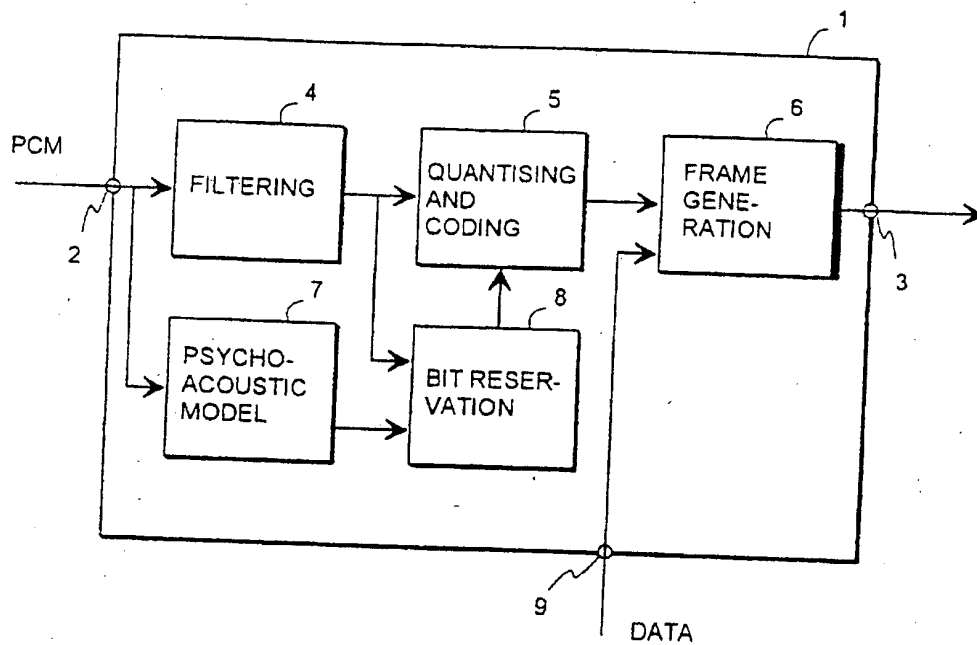 1
4
5
6
PCM
FILTERING
QUANTISING
AND
CODING
FRAME
GENE-
RATION
2
3
7
8
PSYCHO-
ACOUSTIC
MODEL
BIT RESER-
VATION
9
DATA